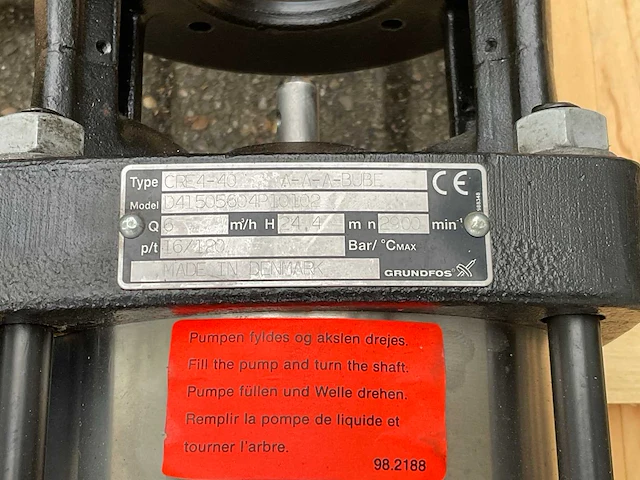 Type CRE4-40 A-A-A-BUBE CE
Model D41505604P10102
Q 6 m³/h H 24,4 m n min⁻¹
p/t 16/120 Bar/°CMAX
MADE IN DENMARK GRUNDFOS
Pumpen fyldes og akslen drejes.
Fill the pump and turn the shaft.
Pumpe füllen und Welle drehen.
Remplir la pompe de liquide et
tourner l'arbre.
98.2188